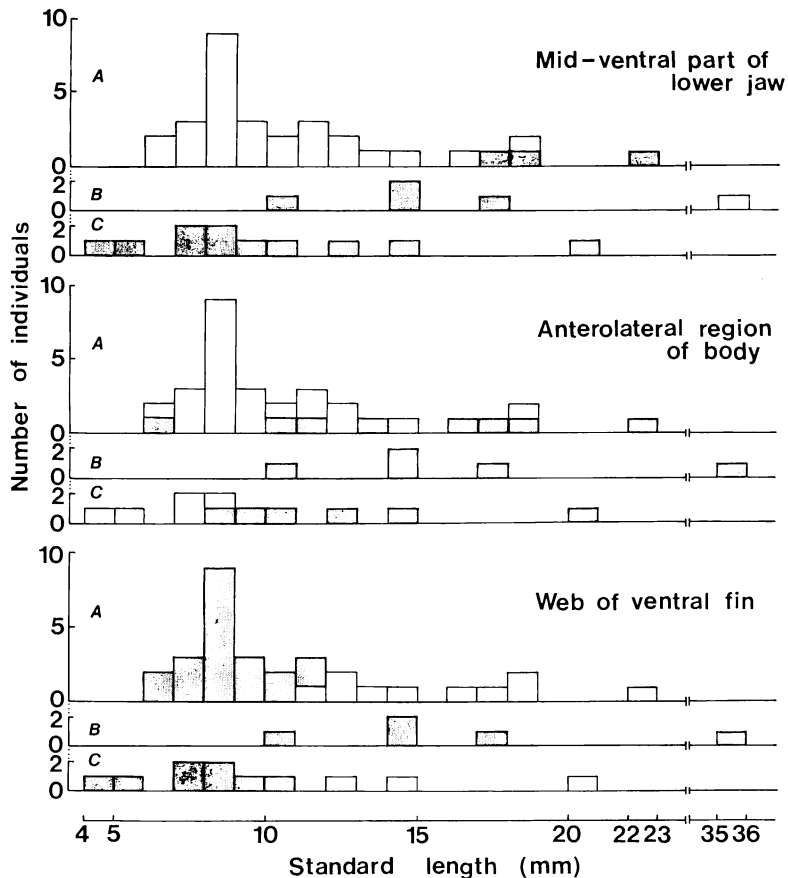 10
5
0
A
Mid-ventral part of
lower jaw
2
0
B
2
0
C
10
5
0
A
Anterolateral region
of body
2
0
B
2
0
C
10
5
0
A
Web of ventral fin
2
0
B
2
0
C
Number of individuals
4 5 10 15 20 22 23 35 36
Standard length (mm)